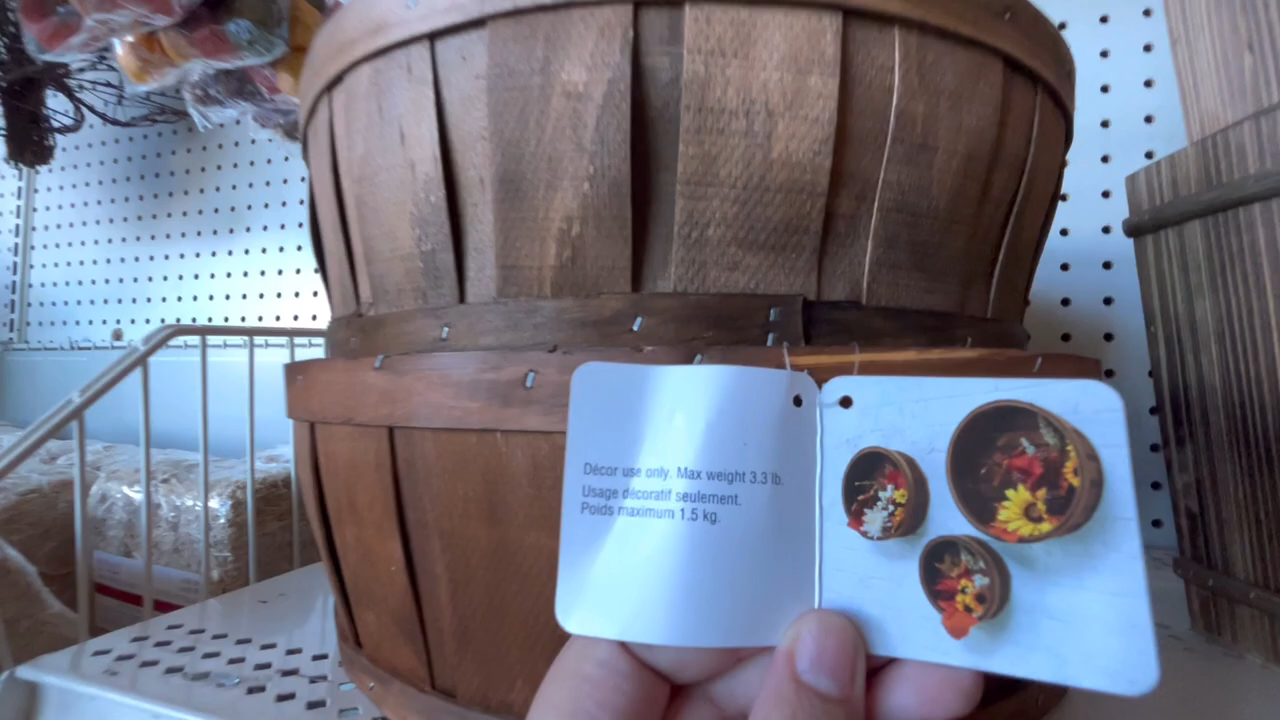 Décor use only. Max weight 3.3 lb.
Usage décoratif seulement.
Poids maximum 1.5 kg.